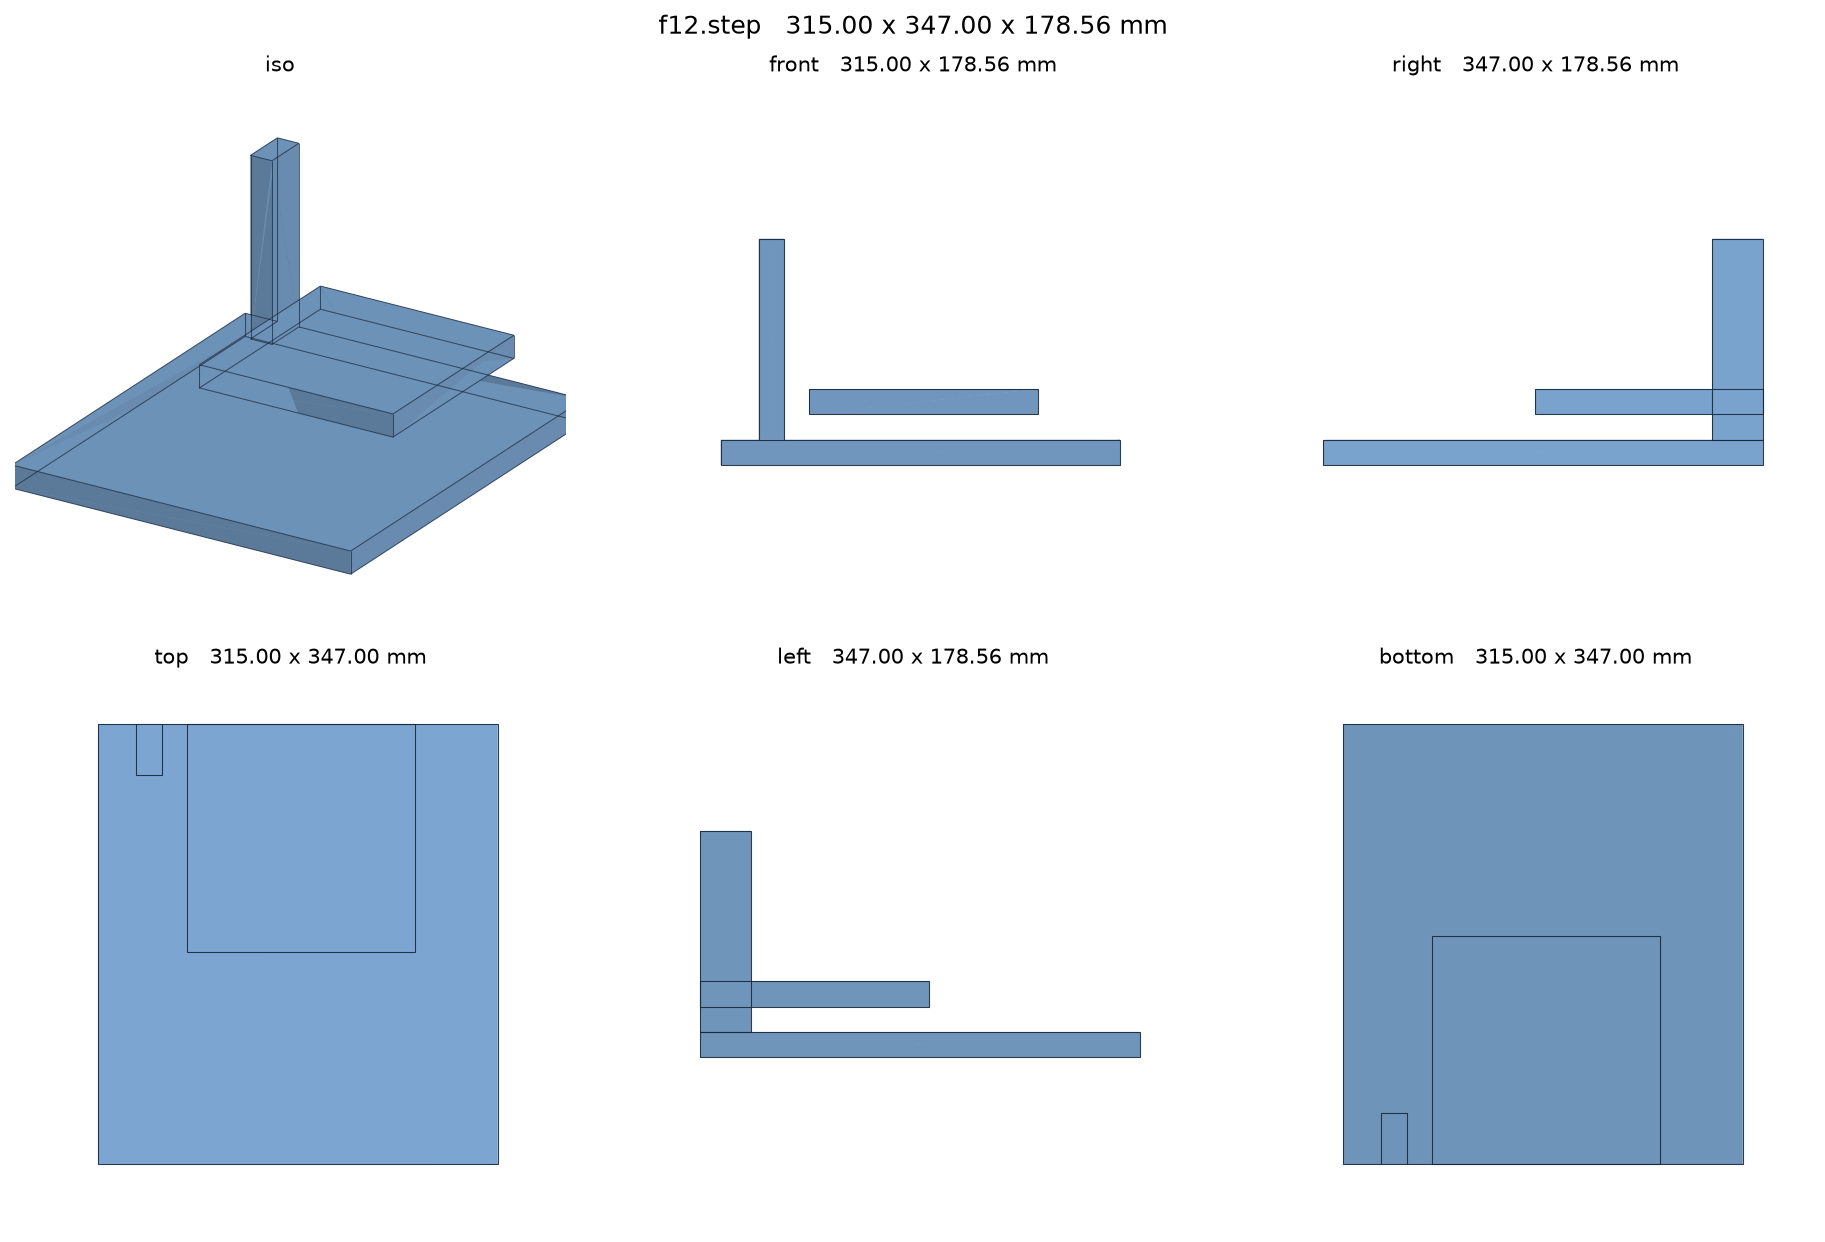 f12.step   315.00 x 347.00 x 178.56 mm
iso
front   315.00 x 178.56 mm
right   347.00 x 178.56 mm
top   315.00 x 347.00 mm
left   347.00 x 178.56 mm
bottom   315.00 x 347.00 mm